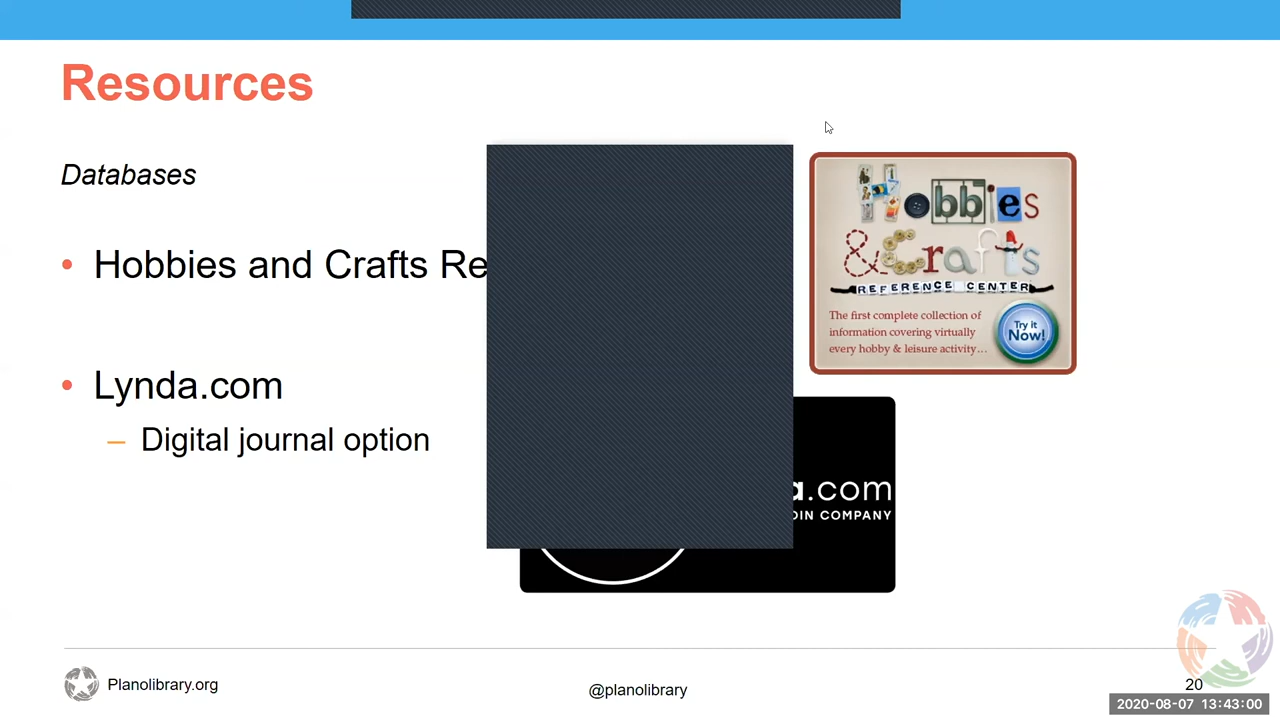 Resources
Databases
• Hobbies and Crafts Re
• Lynda.com
– Digital journal option
Hobbies
& Crafts
REFERENCE CENTER
The first complete collection of
information covering virtually
every hobby & leisure activity...
Try it
Now!
a.com
DIN COMPANY
Planolibrary.org
@planolibrary
20
2020-08-07 13:43:00